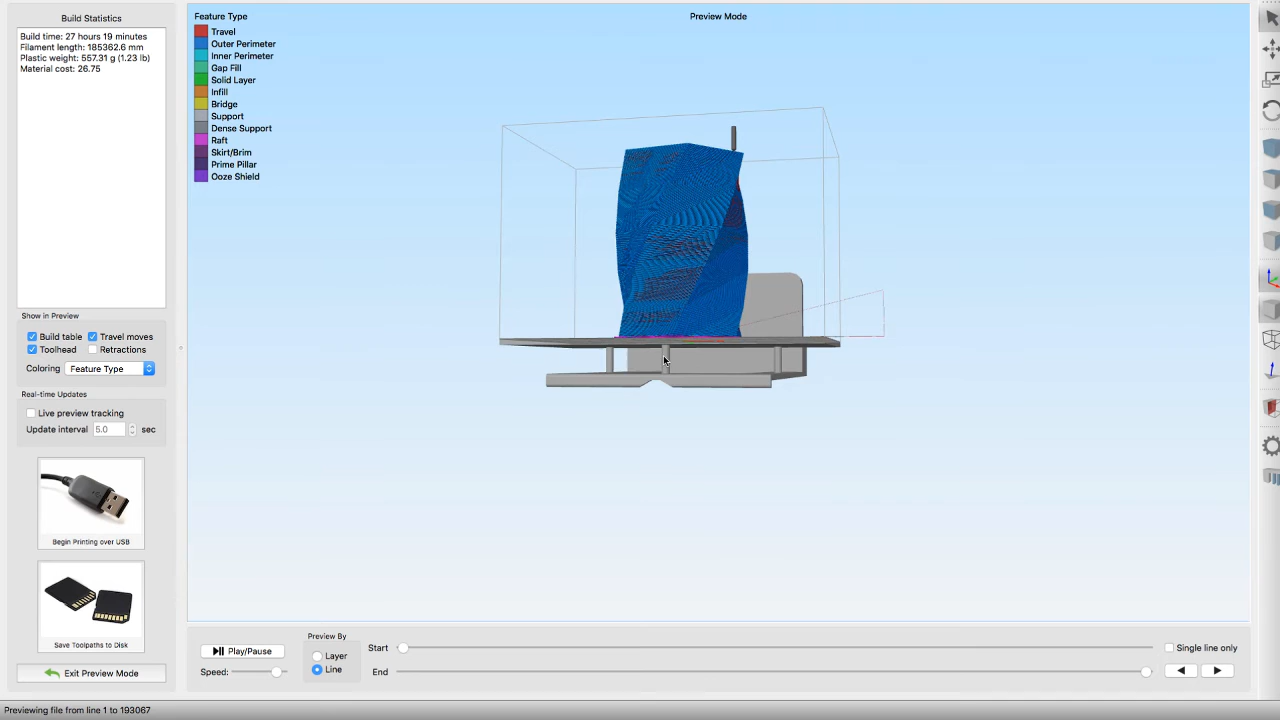 Build Statistics
Build time: 27 hours 19 minutes
Filament length: 185362.6 mm
Plastic weight: 557.31 g (1.23 lb)
Material cost: 26.75
Show in Preview
Build table
Travel moves
Toolhead
Retractions
Coloring
Feature Type
Real-time Updates
Live preview tracking
Update interval 5.0 sec
Begin Printing over USB
Save Toolpaths to Disk
Exit Preview Mode
Feature Type
Travel
Outer Perimeter
Inner Perimeter
Gap Fill
Solid Layer
Infill
Bridge
Support
Dense Support
Raft
Skirt/Brim
Prime Pillar
Ooze Shield
Preview Mode
Play/Pause
Speed:
Preview By
Layer
Line
Start
End
Single line only
Previewing file from line 1 to 193067